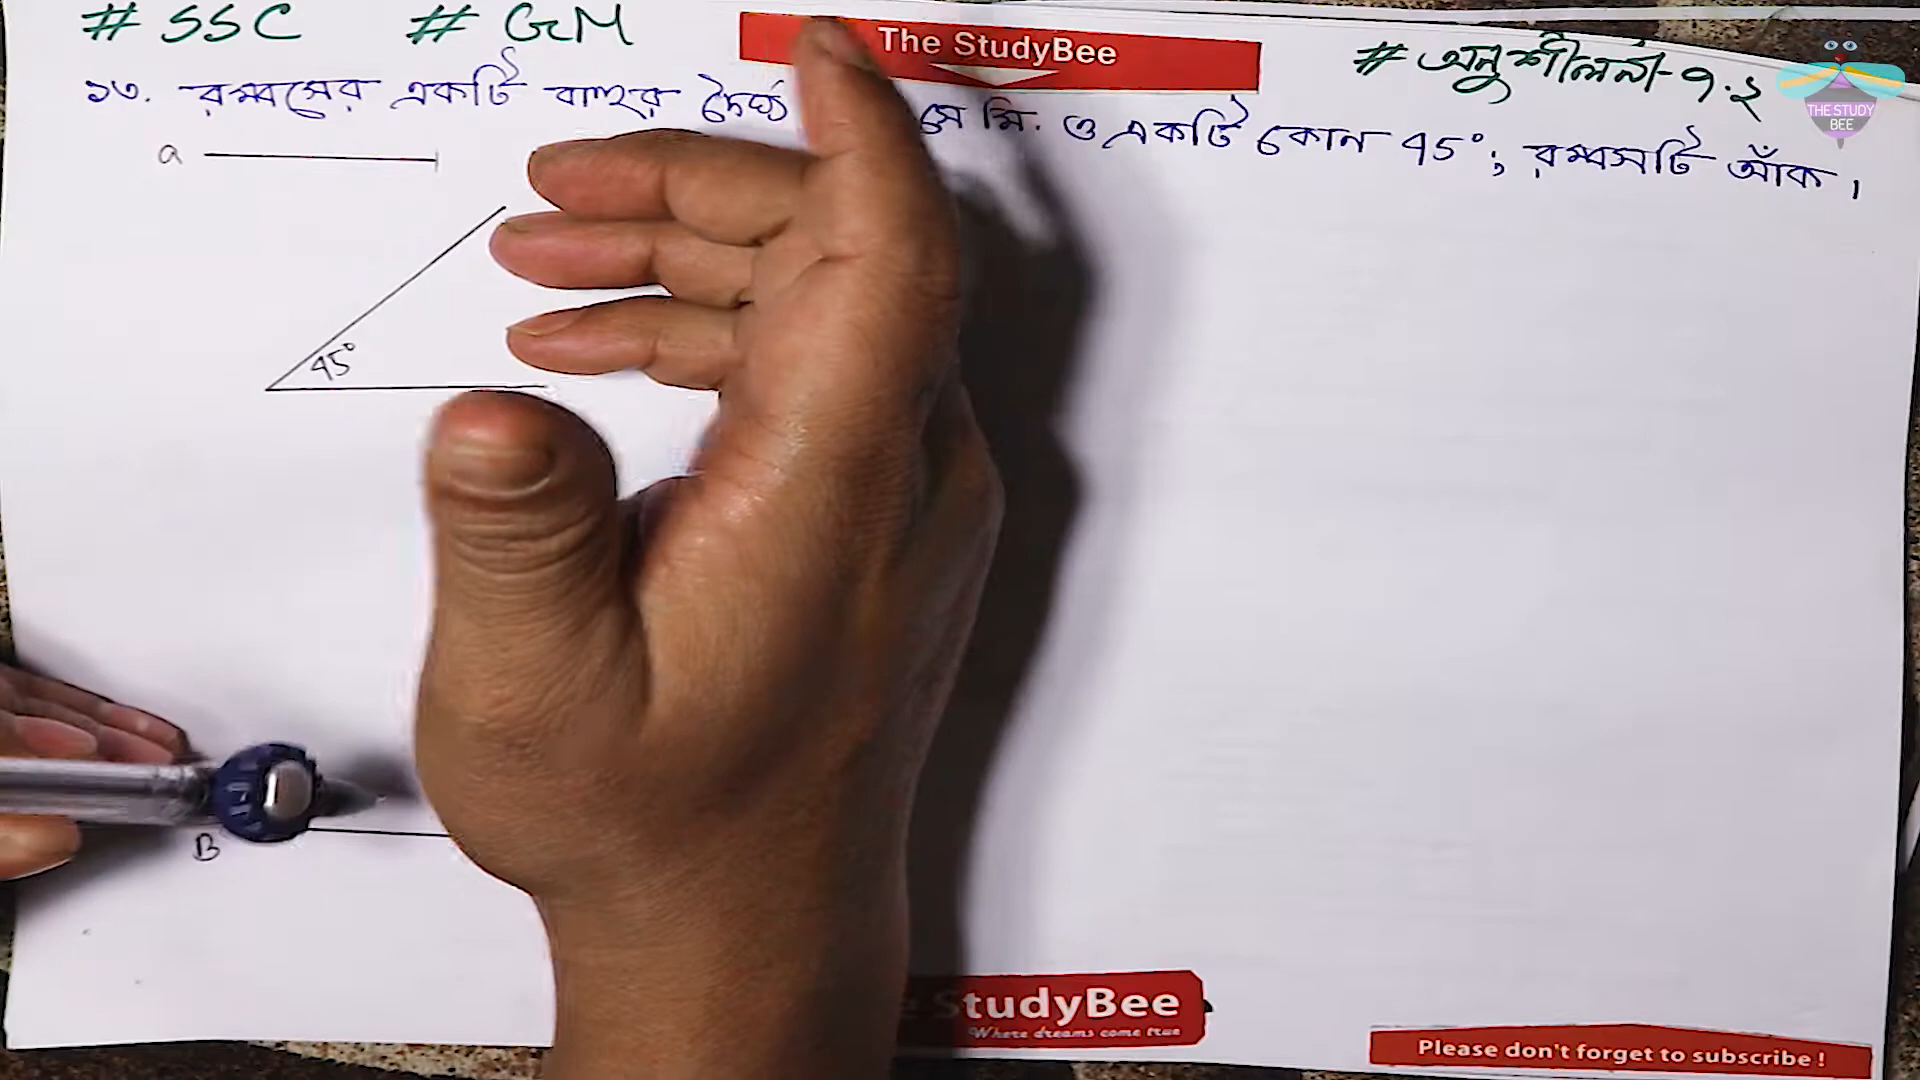 # SSC # GM The StudyBee # অনুশীলনী-৭.২
THE STUDY
BEE
১৩. রম্বসের একটি বাহুর দৈর্ঘ্য সে মি. ও একটি কোন 45°; রম্বসটি আঁক।
a
45°
B
StudyBee
Where dreams come true
Please don't forget to subscribe !